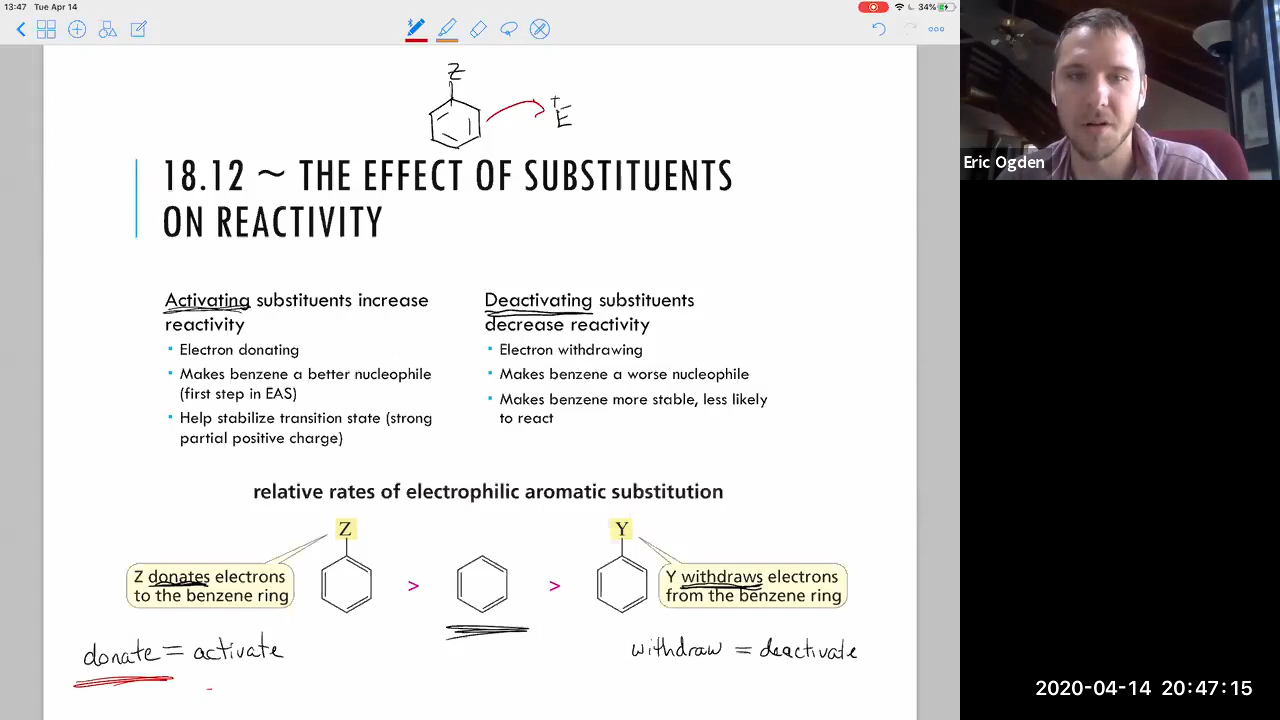 13:47 Tue Apr 14
34%
Z
+
E
18.12 ~ THE EFFECT OF SUBSTITUENTS
ON REACTIVITY
Activating substituents increase
reactivity
▪ Electron donating
▪ Makes benzene a better nucleophile
(first step in EAS)
▪ Help stabilize transition state (strong
partial positive charge)
Deactivating substituents
decrease reactivity
▪ Electron withdrawing
▪ Makes benzene a worse nucleophile
▪ Makes benzene more stable, less likely
to react
relative rates of electrophilic aromatic substitution
Z
Y
Z donates electrons
to the benzene ring
>
>
Y withdraws electrons
from the benzene ring
donate = activate
withdraw = deactivate
Eric Ogden
2020-04-14 20:47:15